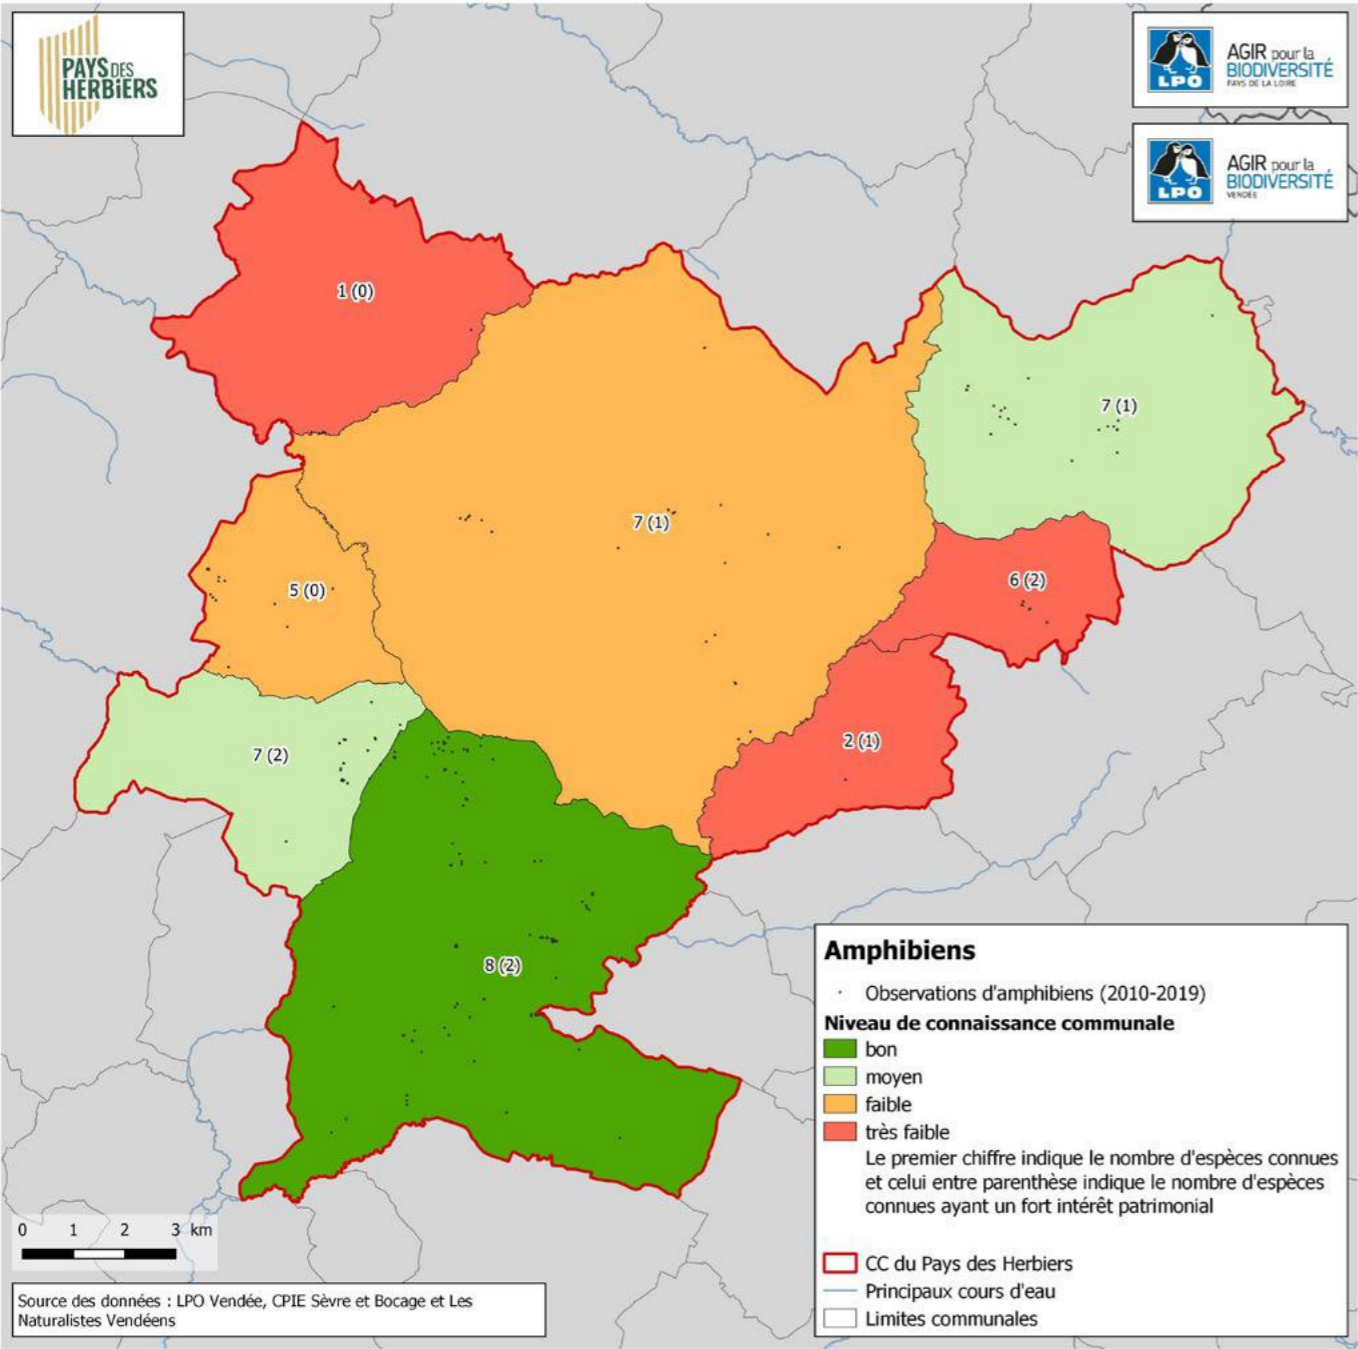 PAYS DES
HERBIERS
LPO
AGIR pour la
BIODIVERSITÉ
PAYS DE LA LOIRE
LPO
AGIR pour la
BIODIVERSITÉ
VENDÉE
1 (0)
7 (1)
7 (1)
6 (2)
5 (0)
2 (1)
7 (2)
8 (2)
Amphibiens
Observations d'amphibiens (2010-2019)
Niveau de connaissance communale
bon
moyen
faible
très faible
Le premier chiffre indique le nombre d'espèces connues
et celui entre parenthèse indique le nombre d'espèces
connues ayant un fort intérêt patrimonial
CC du Pays des Herbiers
Principaux cours d'eau
Limites communales
0 1 2 3 km
Source des données : LPO Vendée, CPIE Sèvre et Bocage et Les
Naturalistes Vendéens